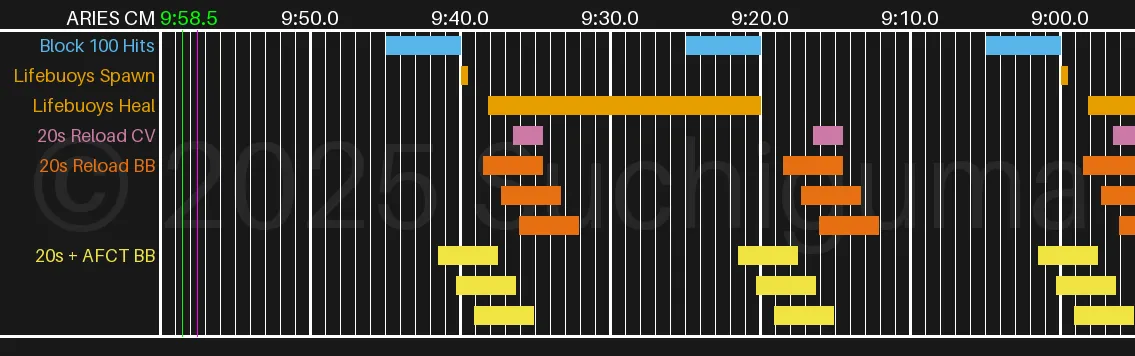 ARIES CM 9:58.5 9:50.0 9:40.0 9:30.0 9:20.0 9:10.0 9:00.0
Block 100 Hits
Lifebuoys Spawn
Lifebuoys Heal
20s Reload CV
20s Reload BB
© 2025 Suchiguma
20s + AFCT BB